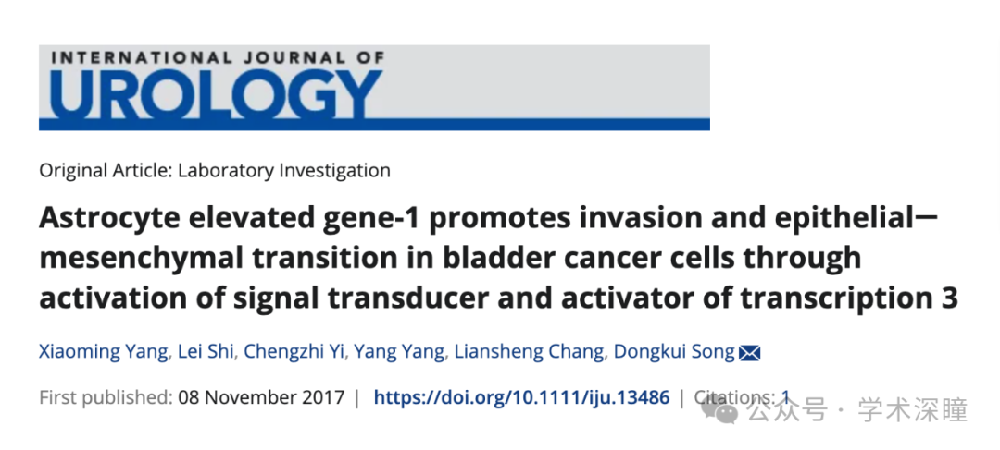 INTERNATIONAL JOURNAL OF
UROLOGY
Original Article: Laboratory Investigation
Astrocyte elevated gene-1 promotes invasion and epithelial–
mesenchymal transition in bladder cancer cells through
activation of signal transducer and activator of transcription 3
Xiaoming Yang, Lei Shi, Chengzhi Yi, Yang Yang, Liansheng Chang, Dongkui Song
First published: 08 November 2017 | https://doi.org/10.1111/iju.13486 | Citations: 1
公众号 · 学术深瞳